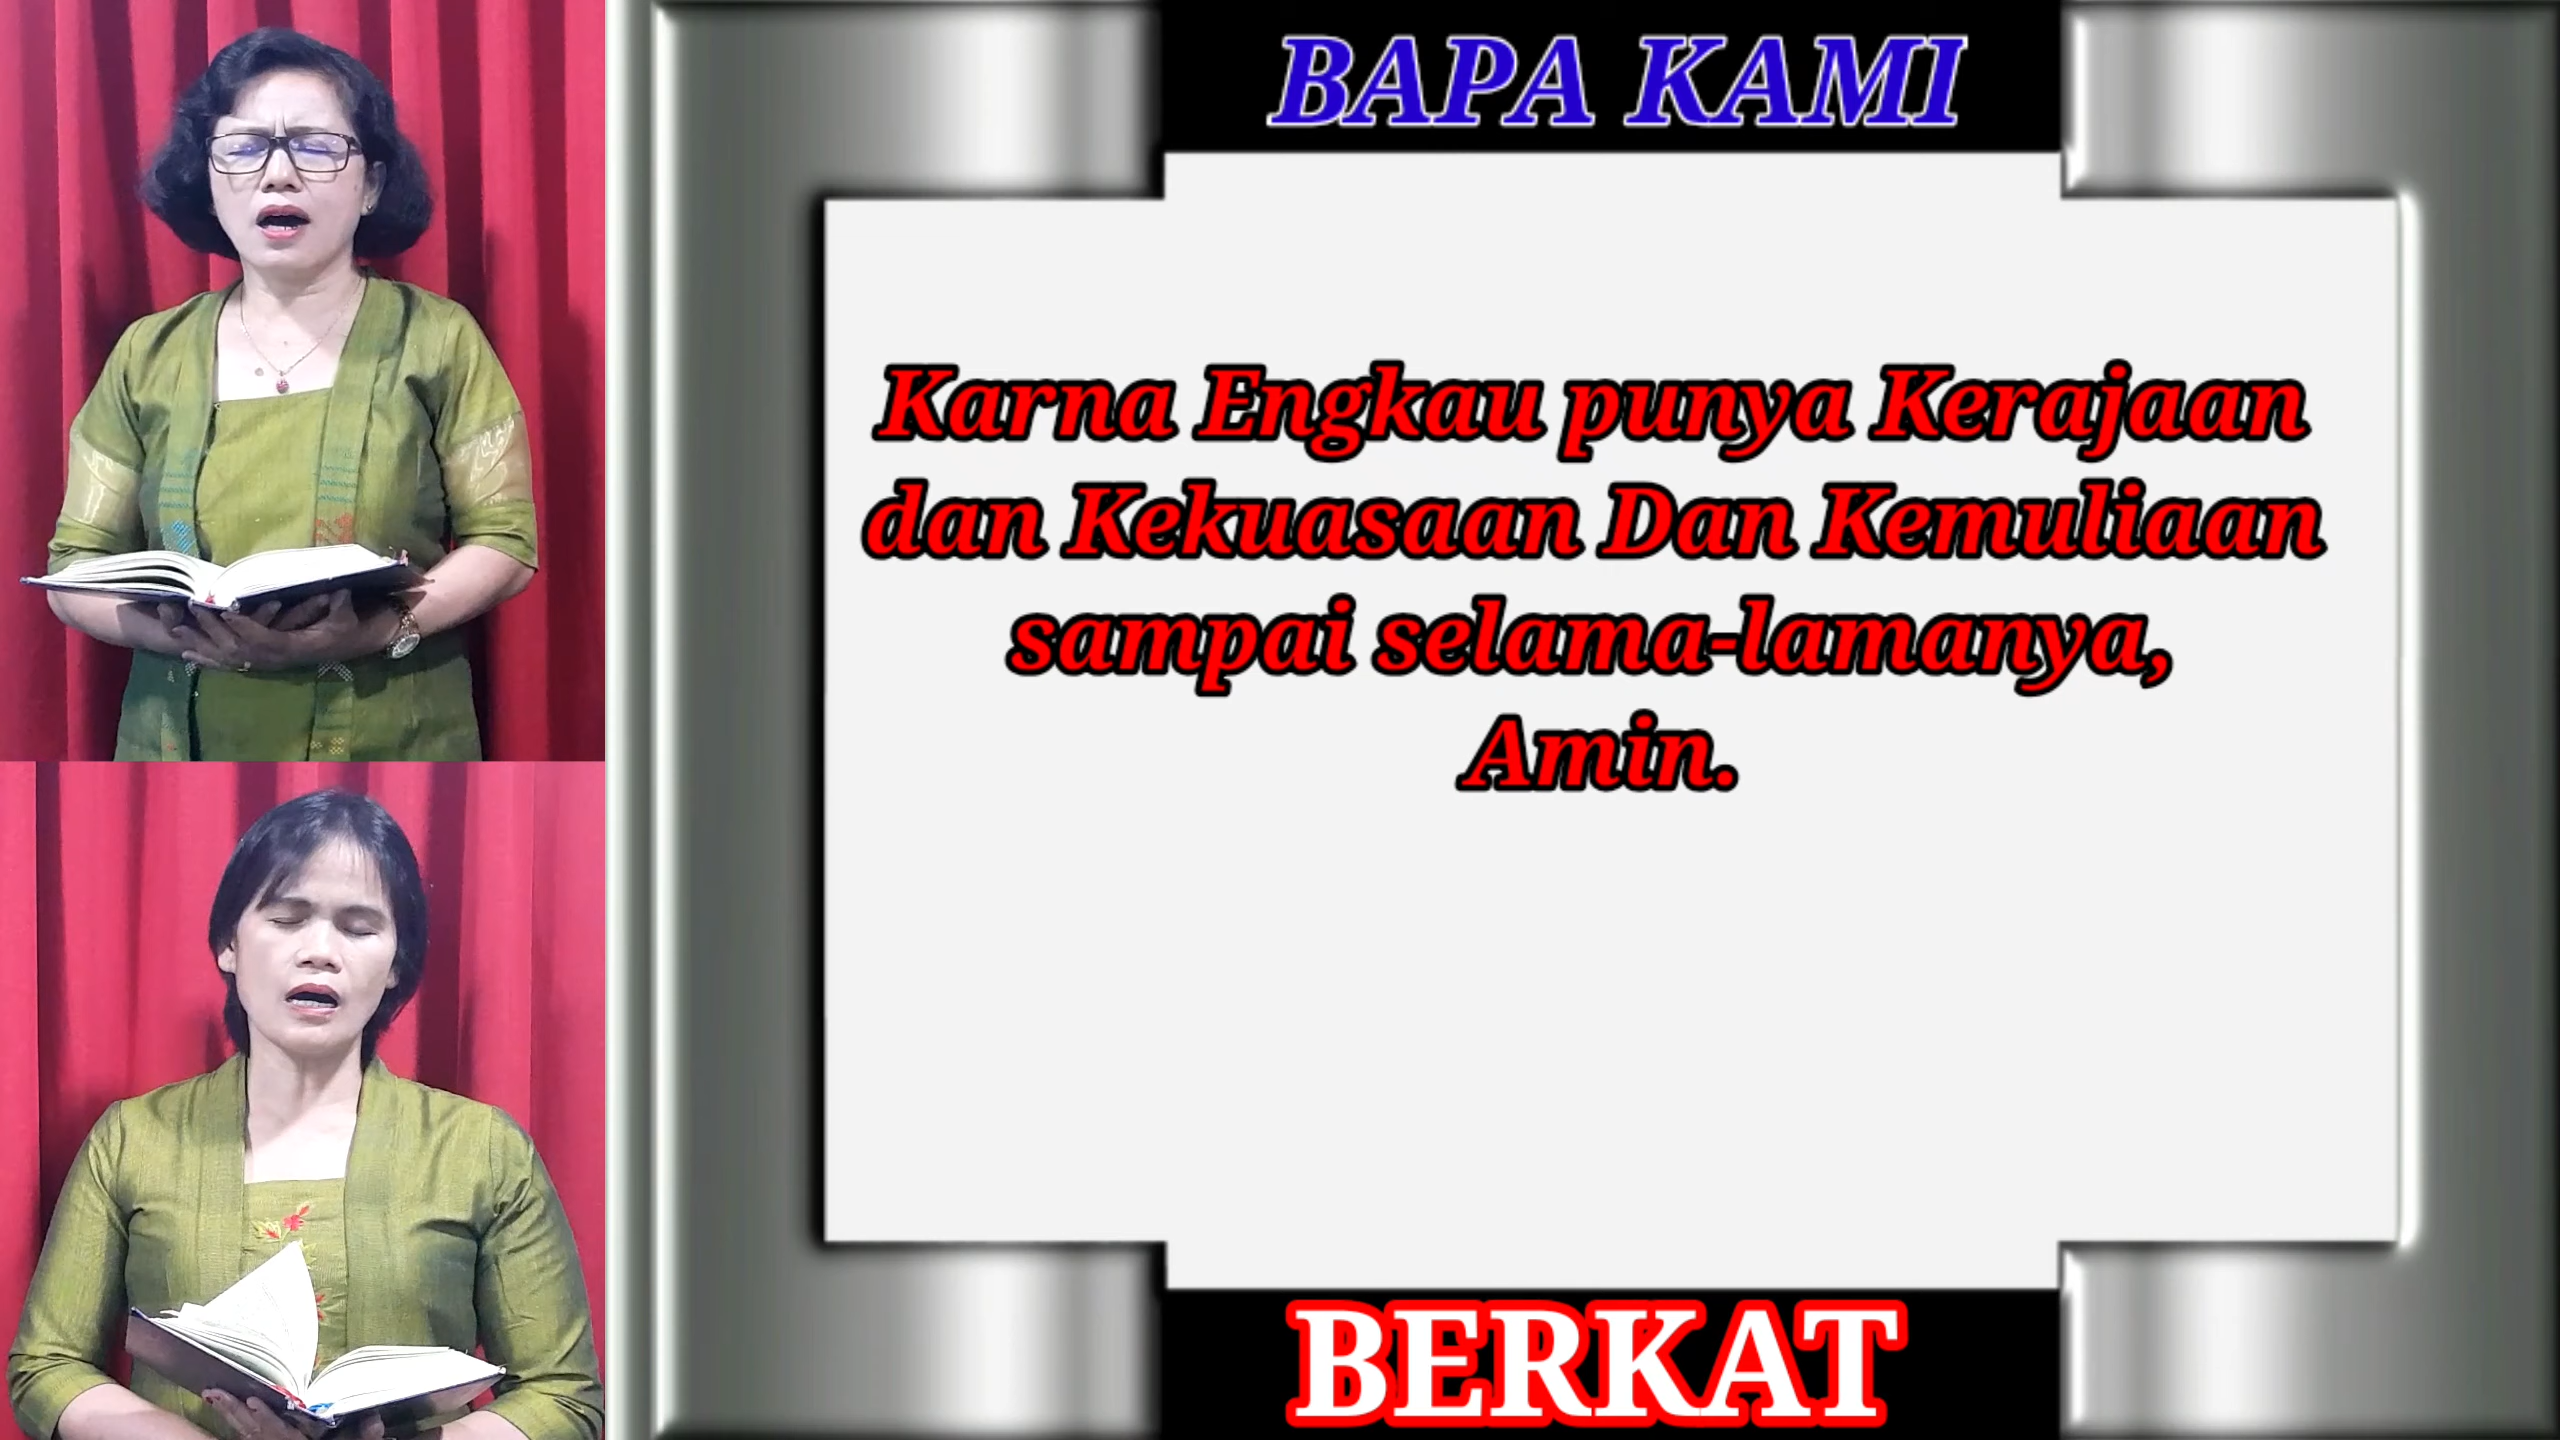 BAPA KAMI
Karna Engkau punya Kerajaan
dan Kekuasaan Dan Kemuliaan
sampai selama-lamanya,
Amin.
BERKAT